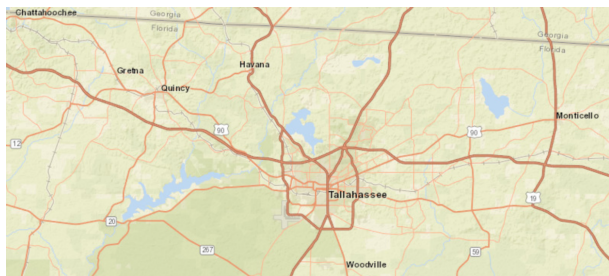 Chattahoochee
Georgia
Florida
Georgia
Florida
Gretna
Havana
Quincy
Monticello
12
90
90
Tallahassee
19
20
267
59
Woodville